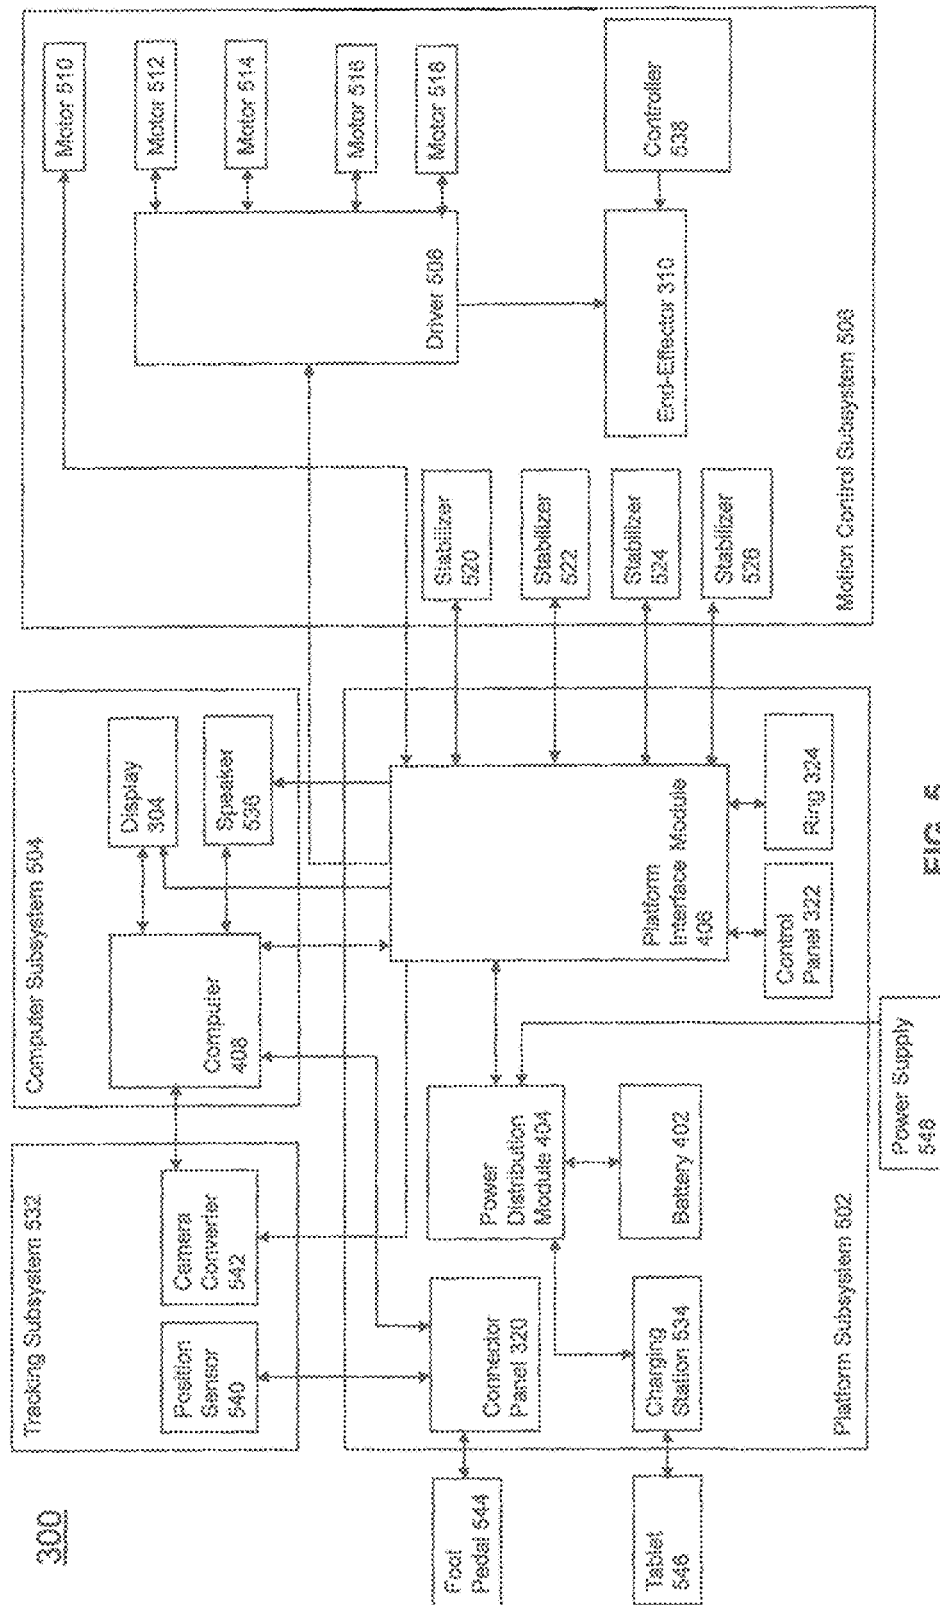 300
Tracking Subsystem 532
Position
Sensor
540
Camera
Converter
542
Computer Subsystem 504
Computer
408
Display
304
Speaker
536
Foot
Pedal 544
Tablet
546
Connector
Panel 320
Charging
Station 534
Power
Distribution
Module 404
Battery 402
Platform
Interface Module
406
Control
Panel 322
Ring 324
Platform Subsystem 502
Power Supply
548
Motor 510
Motor 512
Motor 514
Motor 516
Motor 518
Driver 508
Stabilizer
520
Stabilizer
522
Stabilizer
524
Stabilizer
526
End-Effector 310
Controller
538
Motion Control Subsystem 506
FIG. 5